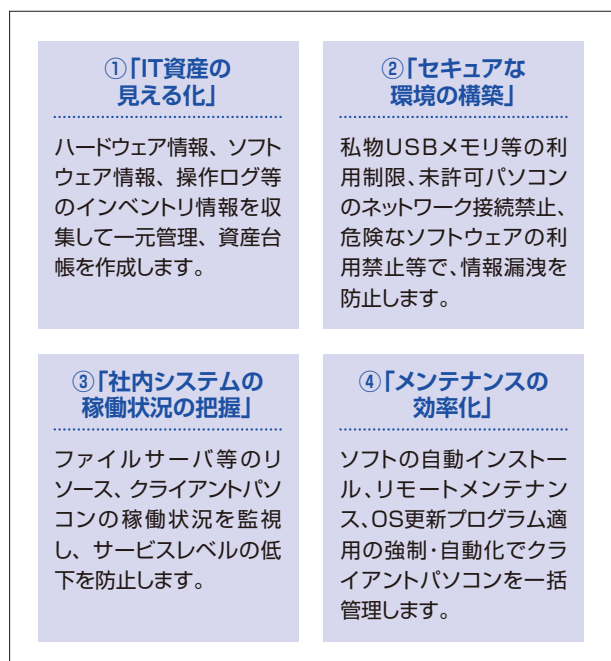 ①「IT資産の
見える化」
ハードウェア情報、ソフト
ウェア情報、操作ログ等
のインベントリ情報を収
集して一元管理、資産台
帳を作成します。
②「セキュアな
環境の構築」
私物USBメモリ等の利
用制限、未許可パソコン
のネットワーク接続禁止、
危険なソフトウェアの利
用禁止等で、情報漏洩を
防止します。
③「社内システムの
稼働状況の把握」
ファイルサーバ等のリ
ソース、クライアントパソ
コンの稼働状況を監視
し、サービスレベルの低
下を防止します。
④「メンテナンスの
効率化」
ソフトの自動インストー
ル、リモートメンテナン
ス、OS更新プログラム適
用の強制・自動化でクラ
イアントパソコンを一括
管理します。